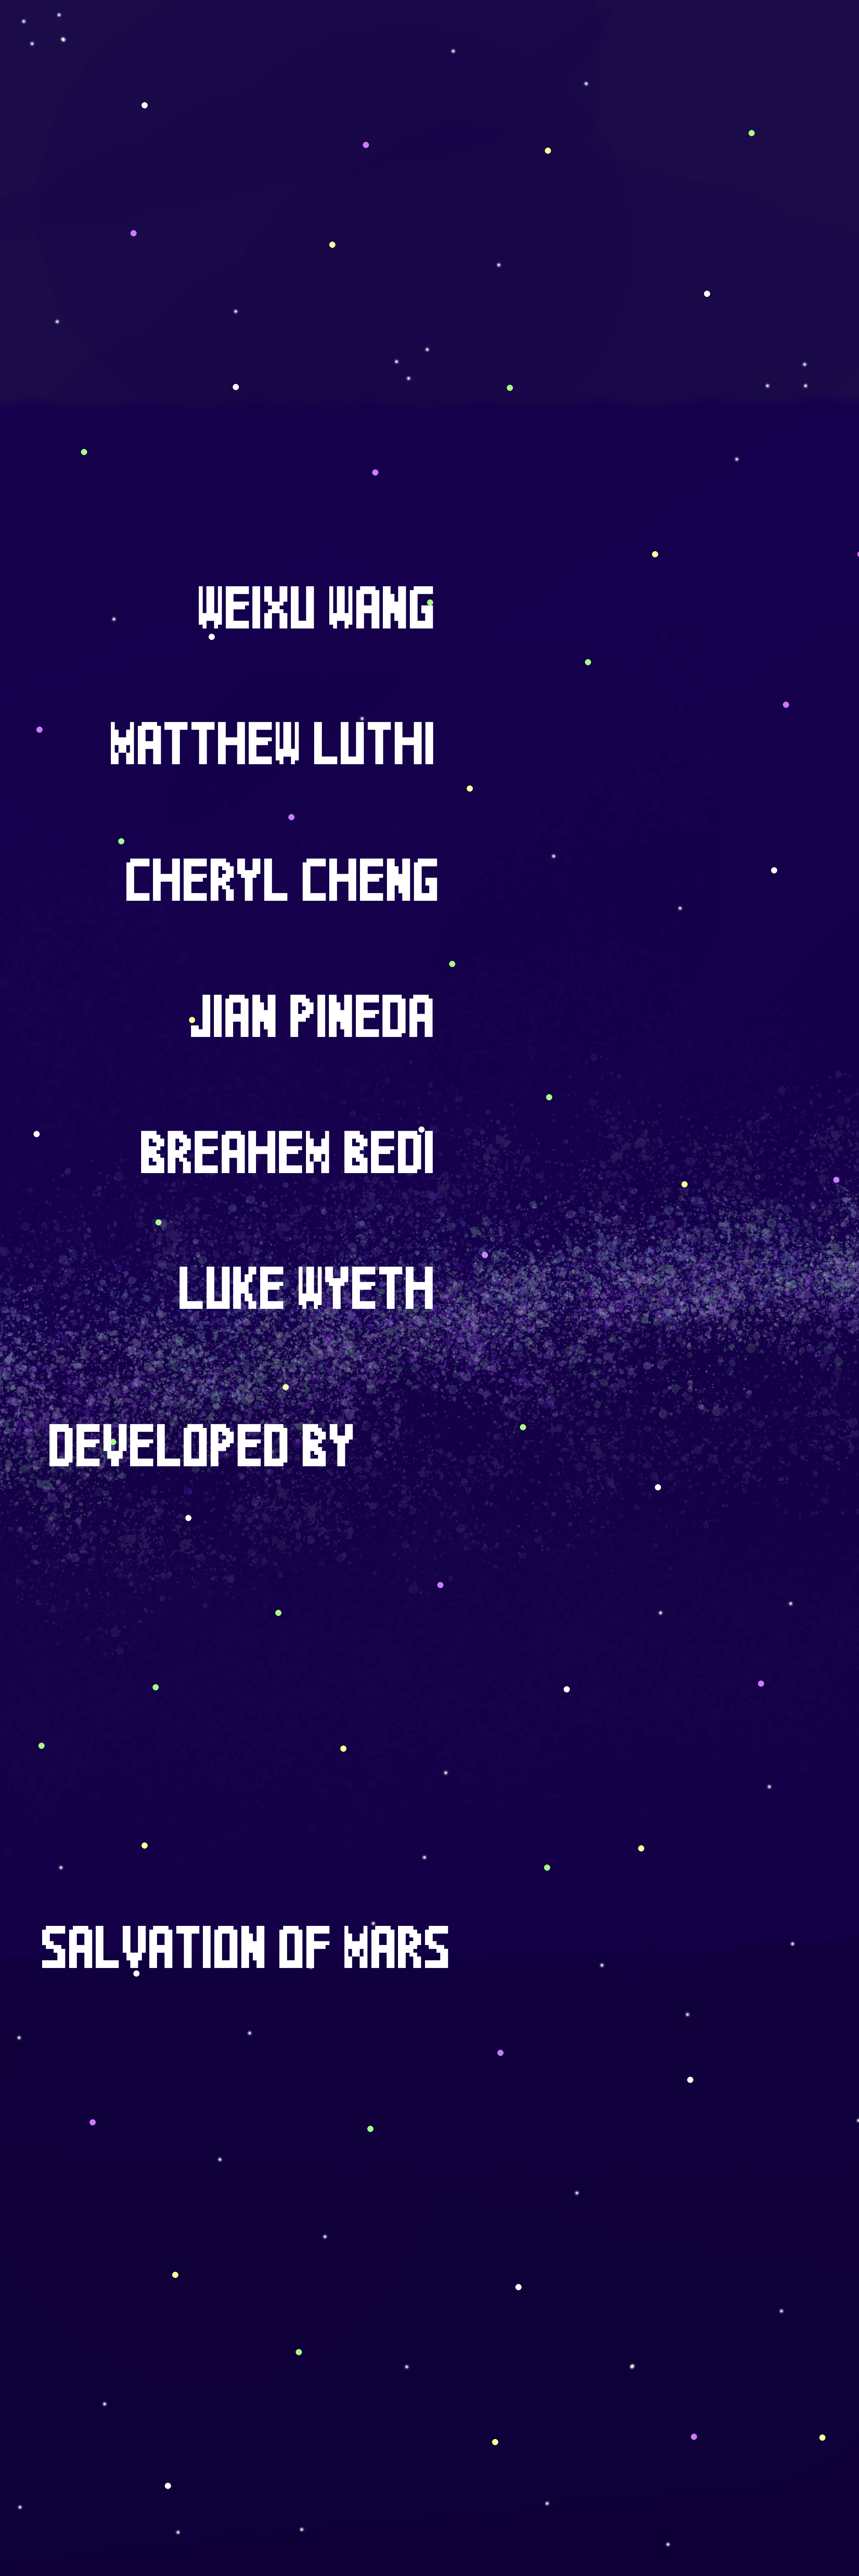 WEIXU WANG
MATTHEW LUTHI
CHERYL CHENG
JIAN PINEDA
BREAHEM BEDI
LUKE WYETH
DEVELOPED BY
SALVATION OF MARS